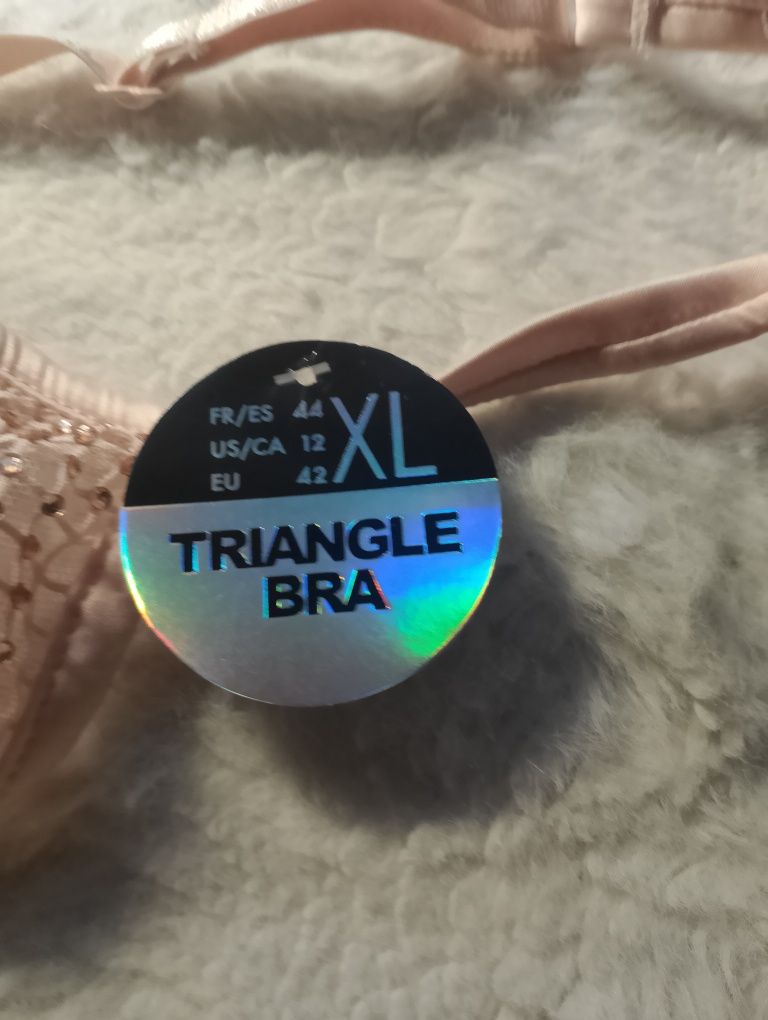 FR/ES 44
US/CA 12
EU 42
XL
TRIANGLE
BRA